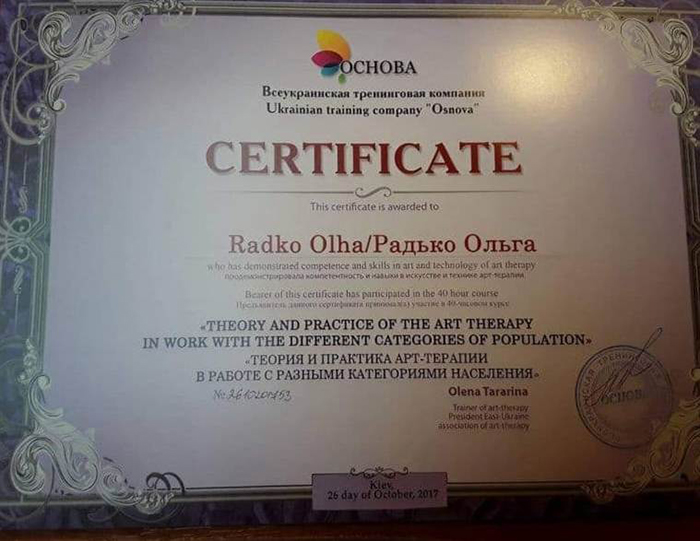 ОСНОВА
Всеукраинская тренинговая компания
Ukrainian training company "Osnova"
CERTIFICATE
This certificate is awarded to
Radko Olha/Радько Ольга
who has demonstrated competence and skills in art and technology of art therapy
продемонстрировала компетентность и навыки в искусстве и технике арт-терапии
Bearer of this certificate has participated in the 40 hour course
Предъявитель данного сертификата принимал(а) участие в 40-часовом курсе
«THEORY AND PRACTICE OF THE ART THERAPY
IN WORK WITH THE DIFFERENT CATEGORIES OF POPULATION»
«ТЕОРИЯ И ПРАКТИКА АРТ-ТЕРАПИИ
В РАБОТЕ С РАЗНЫМИ КАТЕГОРИЯМИ НАСЕЛЕНИЯ»
Olena Tararina
Trainer of art-therapy
President East-Ukraine
association of art-therapy
ОСНОВА
Kiev,
26 day of October, 2017